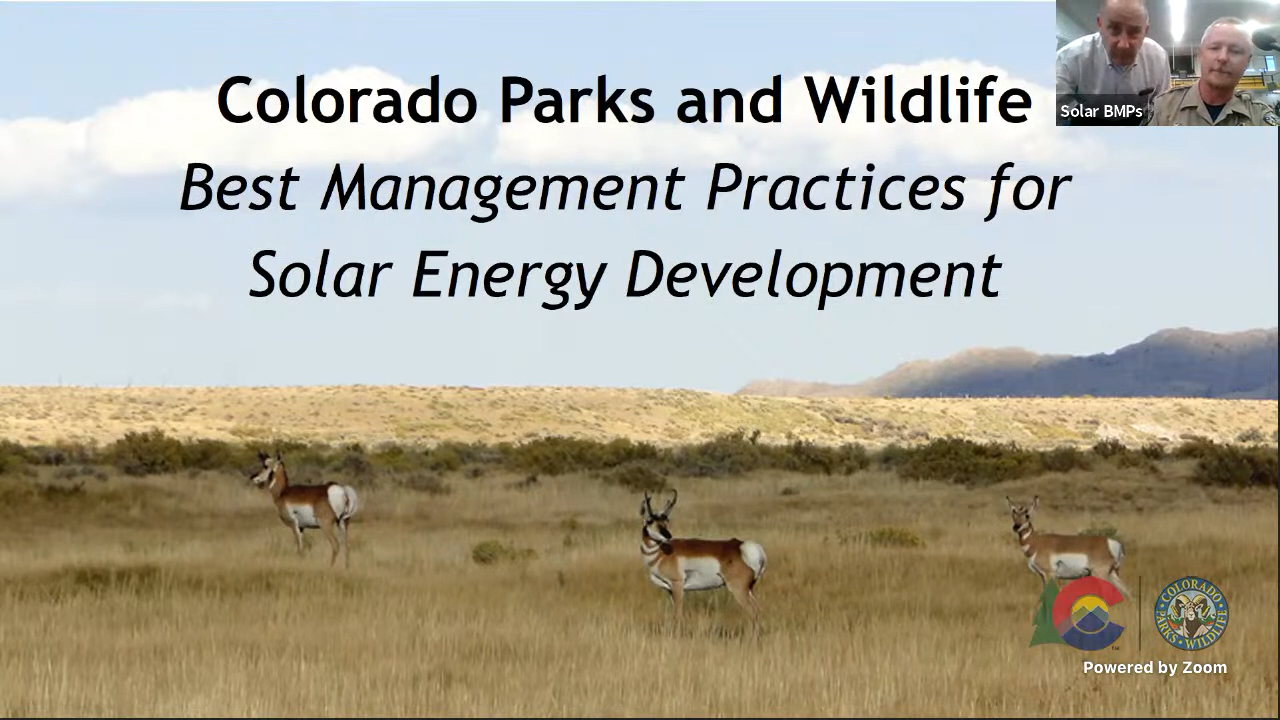 Colorado Parks and Wildlife
Best Management Practices for
Solar Energy Development
Solar BMPs
COLORADO
PARKS • WILDLIFE
Powered by Zoom